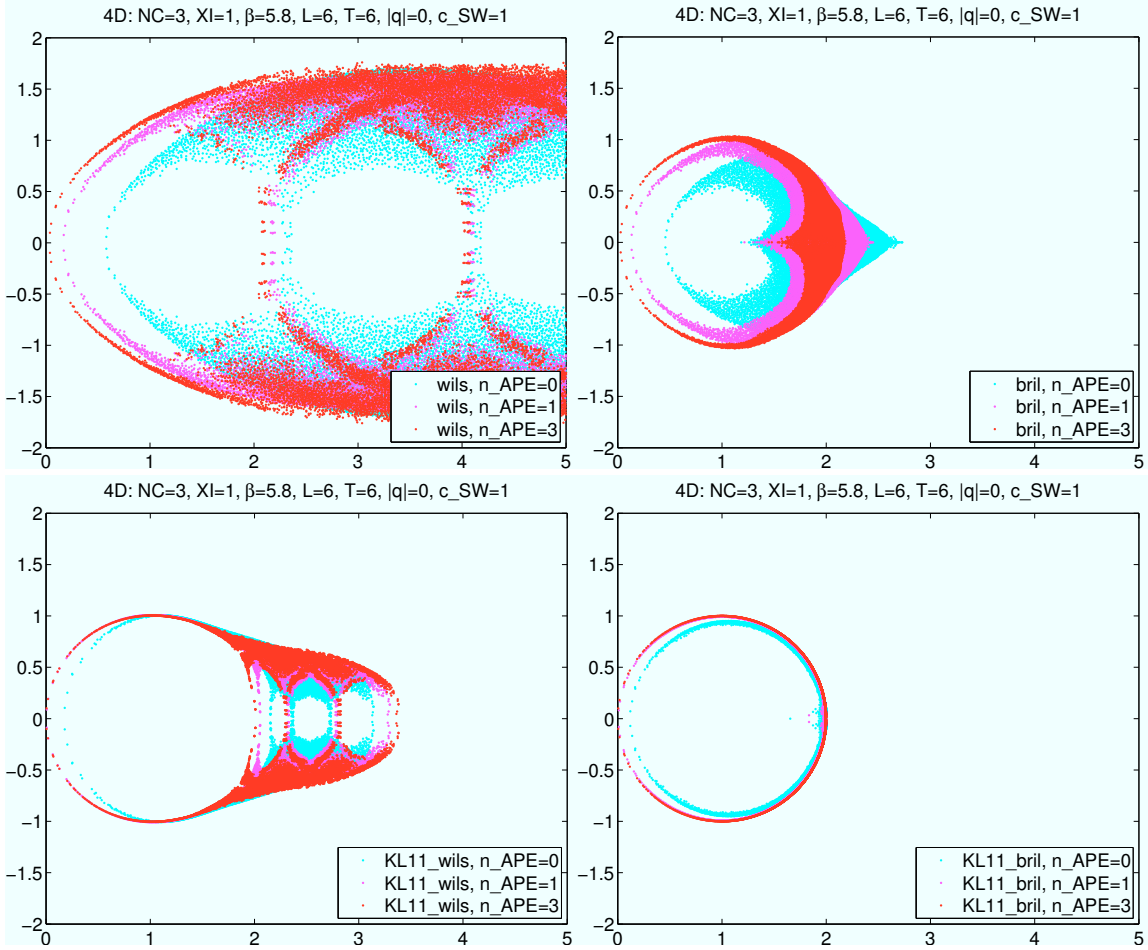 4D: NC=3, XI=1, β=5.8, L=6, T=6, |q|=0, c_SW=1
2
1.5
1
0.5
0
−0.5
−1
−1.5
−2
0 1 2 3 4 5
wils, n_APE=0
wils, n_APE=1
wils, n_APE=3
4D: NC=3, XI=1, β=5.8, L=6, T=6, |q|=0, c_SW=1
2
1.5
1
0.5
0
−0.5
−1
−1.5
−2
0 1 2 3 4 5
bril, n_APE=0
bril, n_APE=1
bril, n_APE=3
4D: NC=3, XI=1, β=5.8, L=6, T=6, |q|=0, c_SW=1
2
1.5
1
0.5
0
−0.5
−1
−1.5
−2
0 1 2 3 4 5
KL11_wils, n_APE=0
KL11_wils, n_APE=1
KL11_wils, n_APE=3
4D: NC=3, XI=1, β=5.8, L=6, T=6, |q|=0, c_SW=1
2
1.5
1
0.5
0
−0.5
−1
−1.5
−2
0 1 2 3 4 5
KL11_bril, n_APE=0
KL11_bril, n_APE=1
KL11_bril, n_APE=3